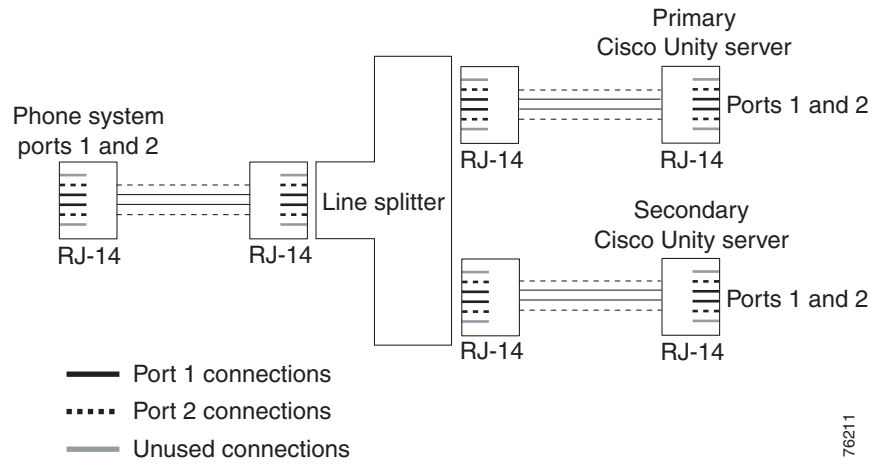 Primary
Cisco Unity server
Phone system
ports 1 and 2
Ports 1 and 2
RJ-14
RJ-14
Line splitter
Secondary
Cisco Unity server
RJ-14
RJ-14
Ports 1 and 2
RJ-14
RJ-14
Port 1 connections
Port 2 connections
Unused connections
76211